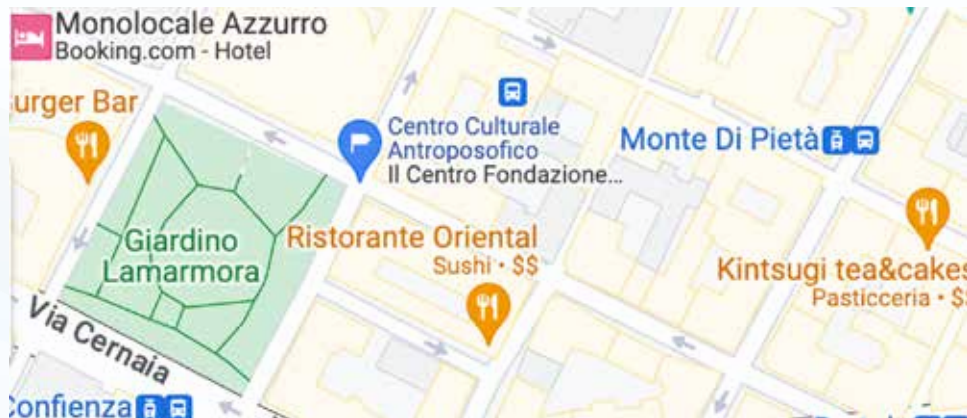 Monolocale Azzurro
Booking.com - Hotel
urger Bar
Centro Culturale
Antroposofico
Il Centro Fondazione...
Monte Di Pietà
Giardino
Lamarmora
Ristorante Oriental
Sushi • $$
Kintsugi tea&cakes
Pasticceria • $
Via Cernaia
Confienza